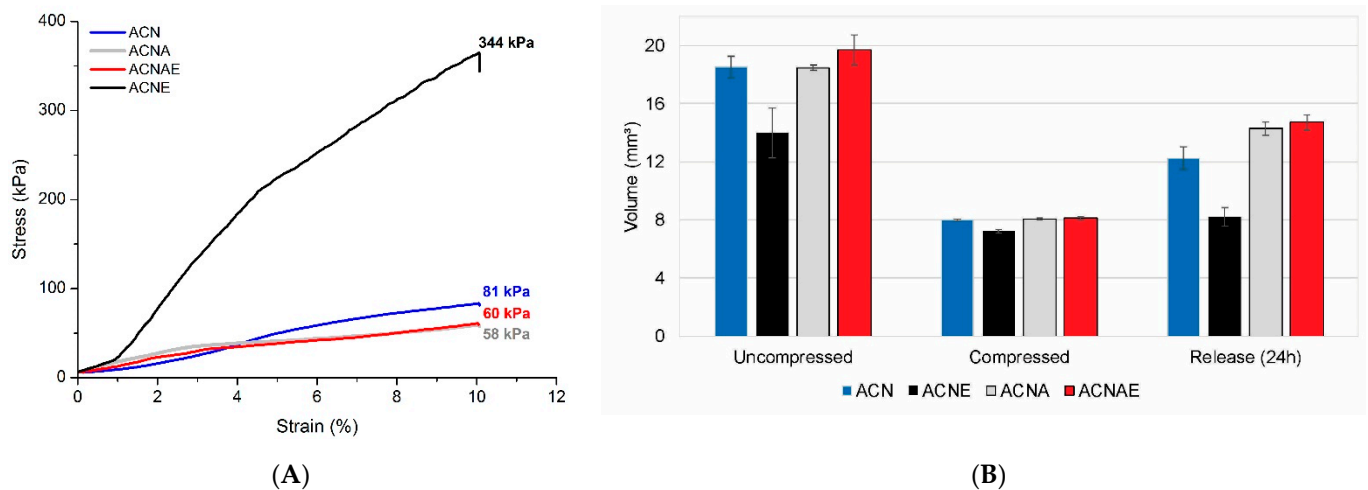 400
300
200
100
0
Stress (kPa)
ACN
ACNA
ACNAE
ACNE
344 kPa
81 kPa
60 kPa
58 kPa
0 2 4 6 8 10 12
Strain (%)
(A)
20
16
12
8
4
0
Volume (mm³)
Uncompressed Compressed Release (24h)
ACN ACNE ACNA ACNAE
(B)